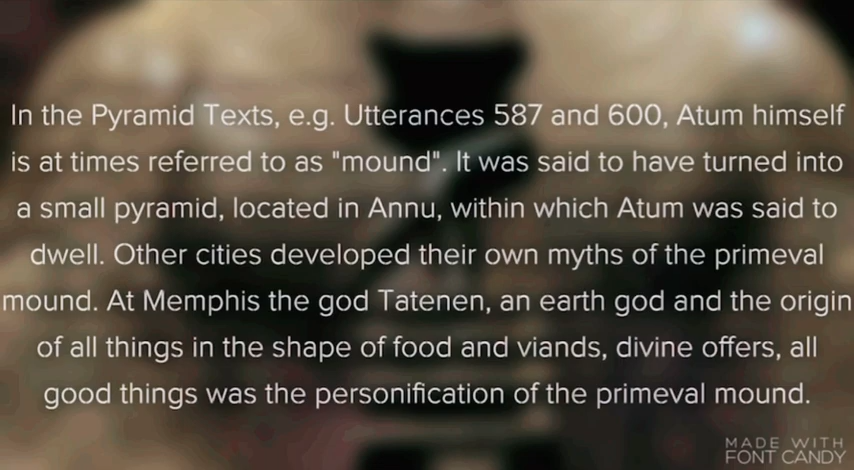 In the Pyramid Texts, e.g. Utterances 587 and 600, Atum himself
is at times referred to as "mound". It was said to have turned into
a small pyramid, located in Annu, within which Atum was said to
dwell. Other cities developed their own myths of the primeval
mound. At Memphis the god Tatenen, an earth god and the origin
of all things in the shape of food and viands, divine offers, all
good things was the personification of the primeval mound.
MADE WITH
FONT CANDY